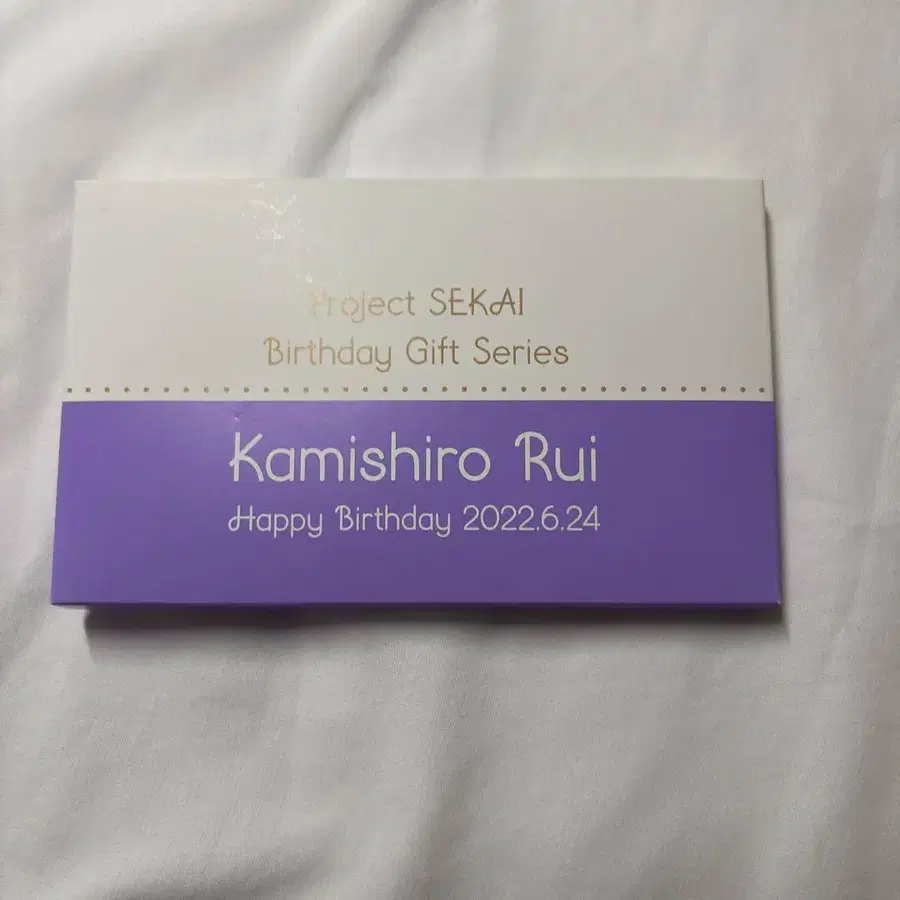 Project SEKAI
Birthday Gift Series
Kamishiro Rui
Happy Birthday 2022.6.24